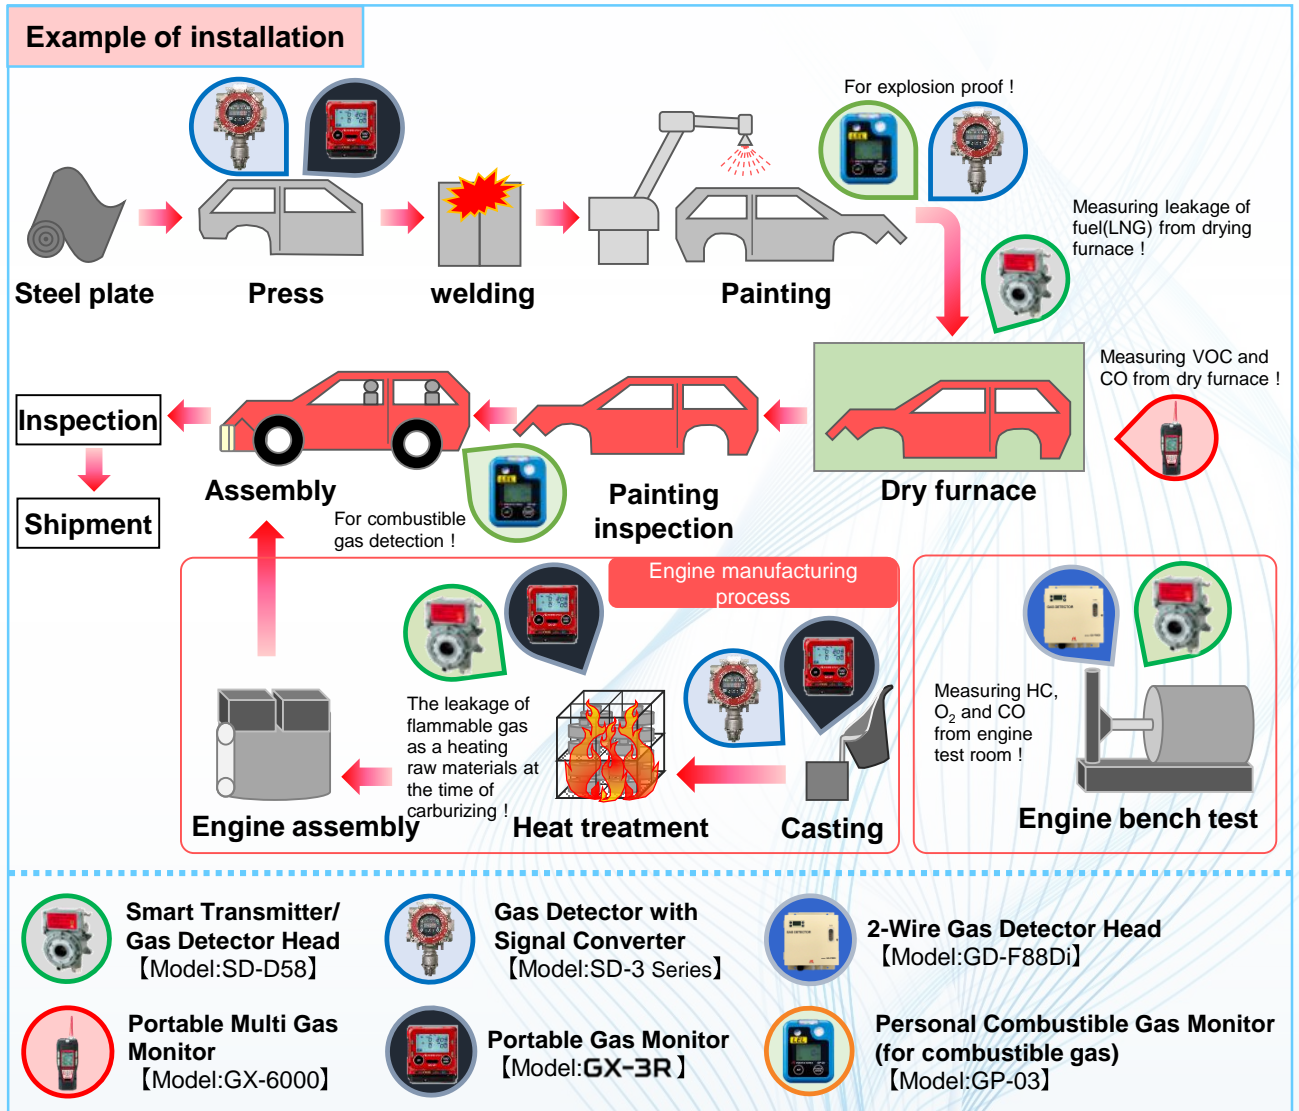 Example of installation
For explosion proof !
Measuring leakage of
fuel(LNG) from drying
furnace !
Steel plate
Press
welding
Painting
Measuring VOC and
CO from dry furnace !
Inspection
Shipment
Assembly
Painting
inspection
Dry furnace
For combustible
gas detection !
Engine manufacturing
process
The leakage of
flammable gas
as a heating
raw materials at
the time of
carburizing !
Engine assembly
Heat treatment
Casting
Measuring HC,
O₂ and CO
from engine
test room !
GAS DETECTOR
Engine bench test
Smart Transmitter/
Gas Detector Head
【Model:SD-D58】
Gas Detector with
Signal Converter
【Model:SD-3 Series】
GAS DETECTOR
2-Wire Gas Detector Head
【Model:GD-F88Di】
Portable Multi Gas
Monitor
【Model:GX-6000】
Portable Gas Monitor
【Model:GX-3R】
LEL
Personal Combustible Gas Monitor
(for combustible gas)
【Model:GP-03】